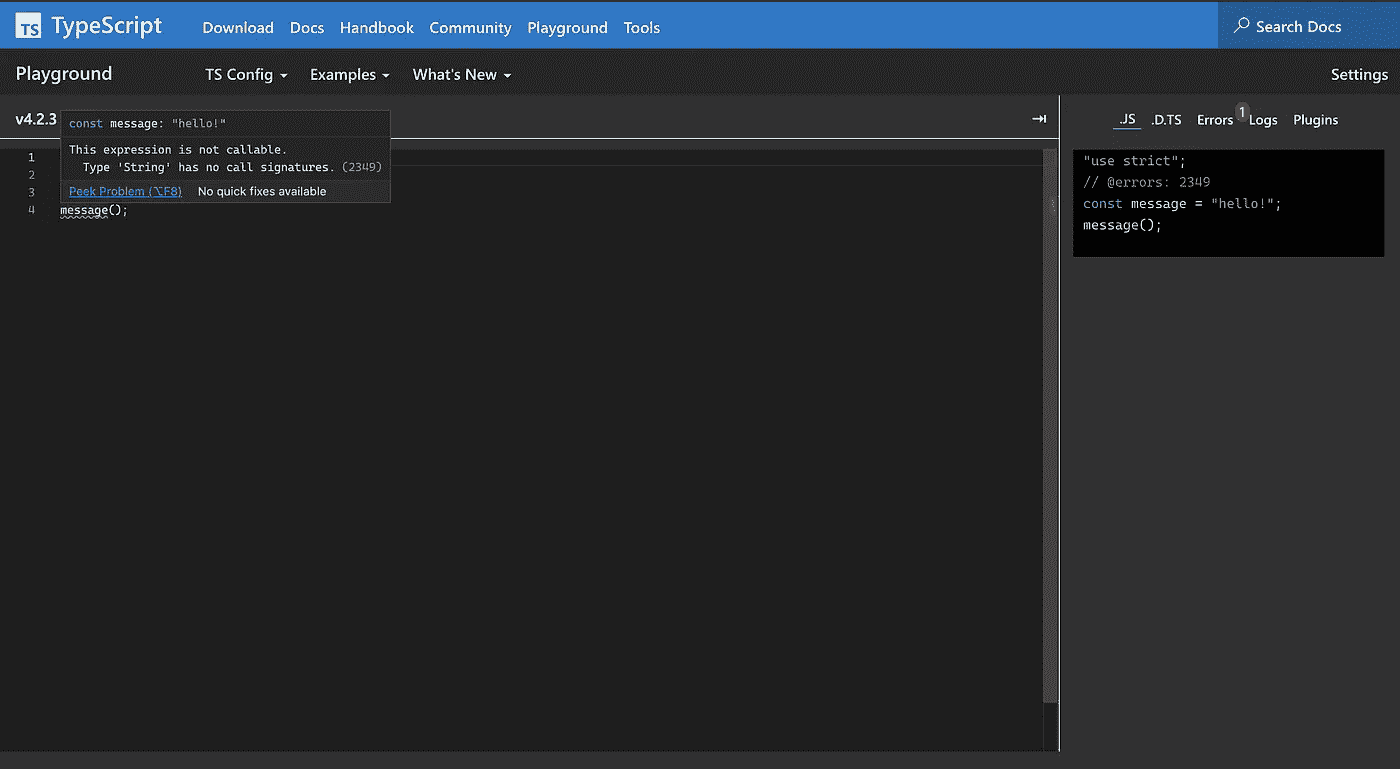 TS TypeScript Download Docs Handbook Community Playground Tools Search Docs
Playground TS Config Examples What's New Settings
v4.2.3
const message: "hello!"
This expression is not callable.
Type 'String' has no call signatures. (2349)
Peek Problem (⌥F8) No quick fixes available
1
2
3
4 message();
.JS .D.TS Errors 1 Logs Plugins
"use strict";
// @errors: 2349
const message = "hello!";
message();